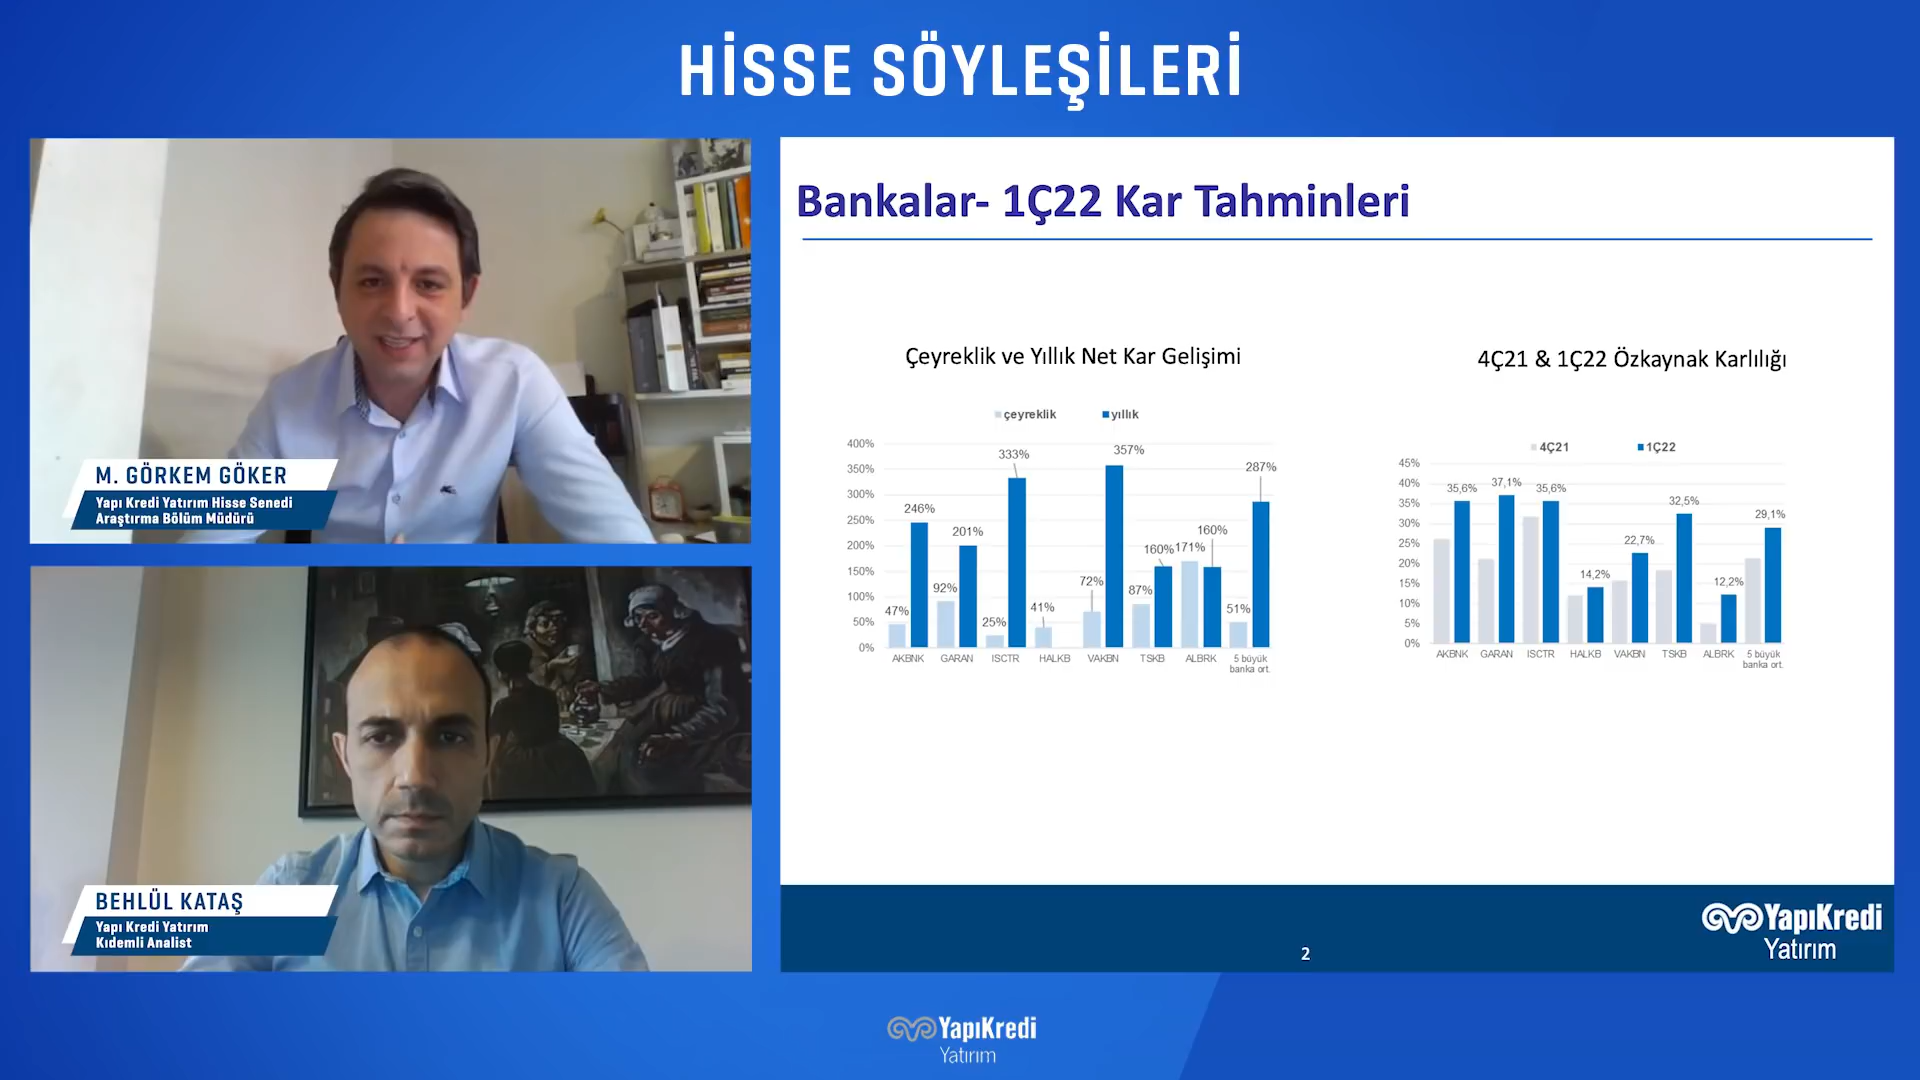 HİSSE SÖYLEŞİLERİ
M. GÖRKEM GÖKER
Yapı Kredi Yatırım Hisse Senedi
Araştırma Bölüm Müdürü
BEHLÜL KATAŞ
Yapı Kredi Yatırım
Kıdemli Analist
Bankalar- 1Ç22 Kar Tahminleri
Çeyreklik ve Yıllık Net Kar Gelişimi
çeyreklik yıllık
400%
350%
300%
250%
200%
150%
100%
50%
0%
47% 246% 92% 201% 25% 333% 41% 72% 357% 87% 160% 171% 160% 51% 287%
AKBNK GARAN ISCTR HALKB VAKBN TSKB ALBRK 5 büyük
banka ort.
4Ç21 & 1Ç22 Özkaynak Karlılığı
4Ç21 1Ç22
45%
40%
35%
30%
25%
20%
15%
10%
5%
0%
35,6% 37,1% 35,6% 14,2% 22,7% 32,5% 12,2% 29,1%
AKBNK GARAN ISCTR HALKB VAKBN TSKB ALBRK 5 büyük
banka ort.
YapıKredi
Yatırım
2
YapıKredi
Yatırım